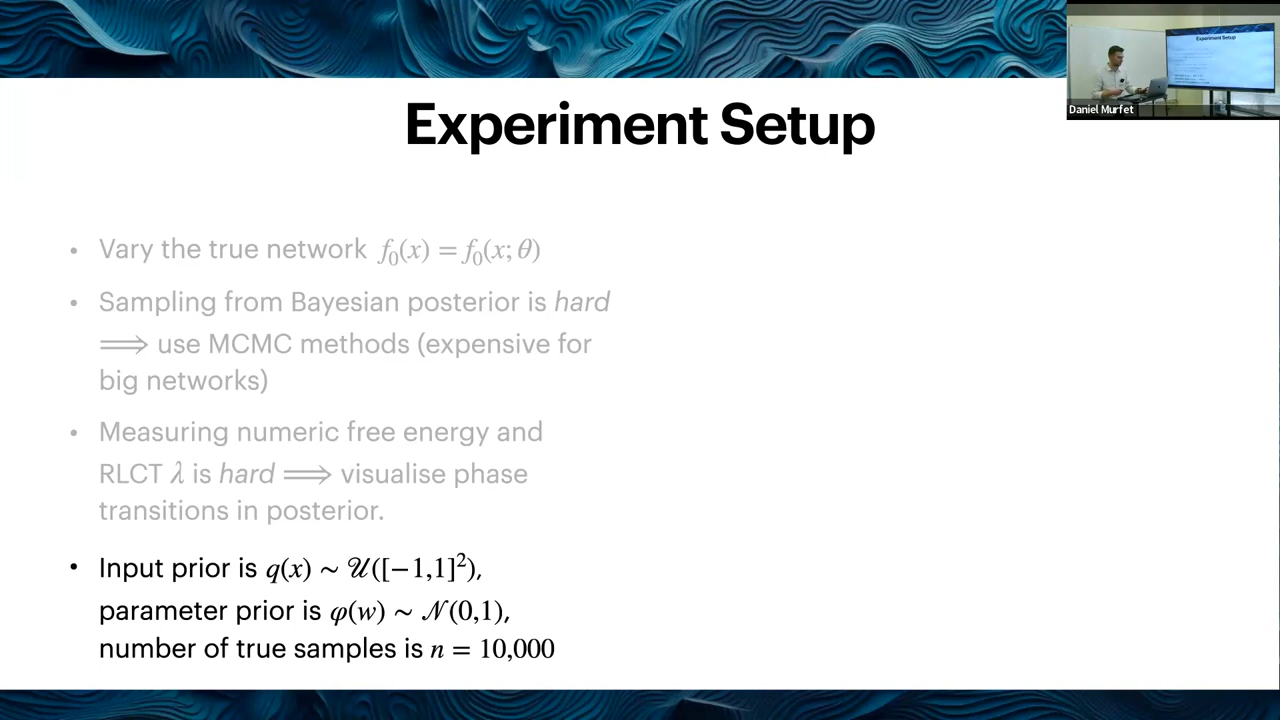 Experiment Setup
Daniel Murfet
Experiment Setup
• Vary the true network f₀(x) = f₀(x; θ)
• Sampling from Bayesian posterior is hard
⟹ use MCMC methods (expensive for
big networks)
• Measuring numeric free energy and
RLCT λ is hard ⟹ visualise phase
transitions in posterior.
• Input prior is q(x) ∼ 𝒰([−1,1]²),
parameter prior is φ(w) ∼ 𝒩(0,1),
number of true samples is n = 10,000